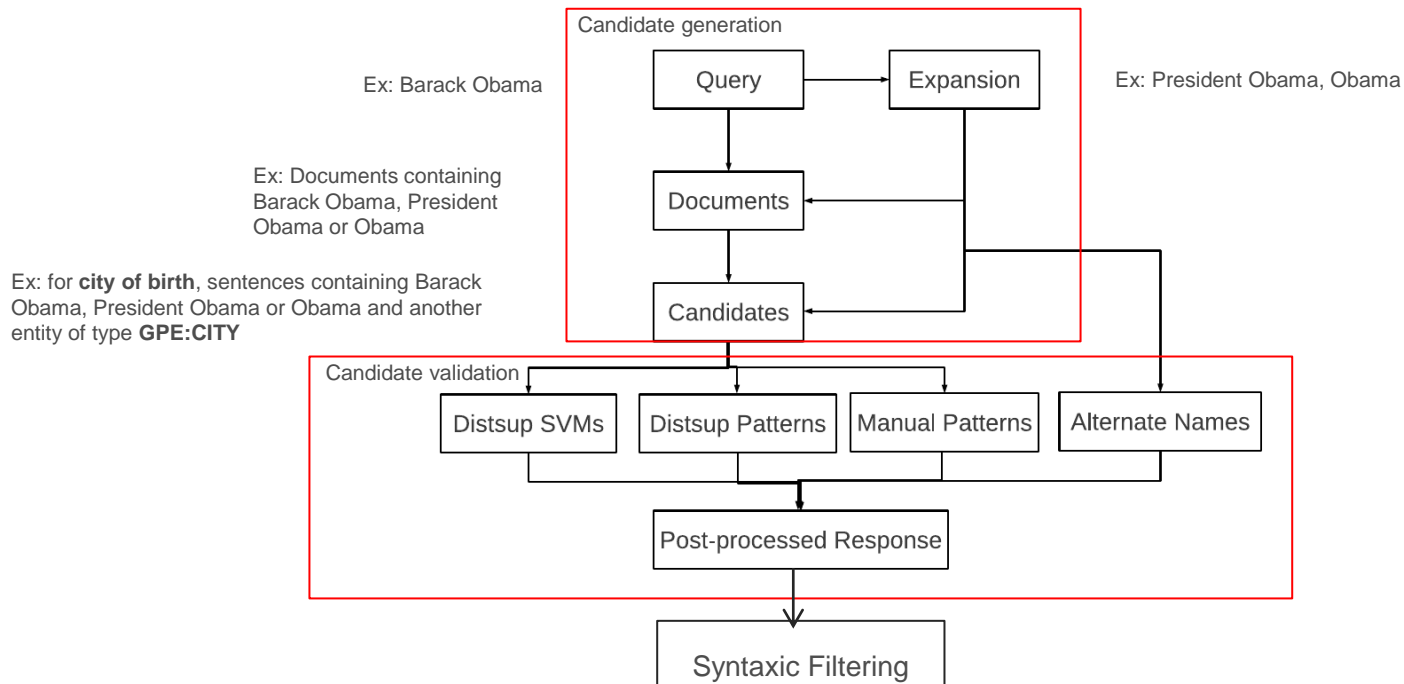 Candidate generation
Ex: Barack Obama
Query
Expansion
Ex: President Obama, Obama
Ex: Documents containing
Barack Obama, President
Obama or Obama
Documents
Ex: for city of birth, sentences containing Barack
Obama, President Obama or Obama and another
entity of type GPE:CITY
Candidates
Candidate validation
Distsup SVMs
Distsup Patterns
Manual Patterns
Alternate Names
Post-processed Response
Syntaxic Filtering